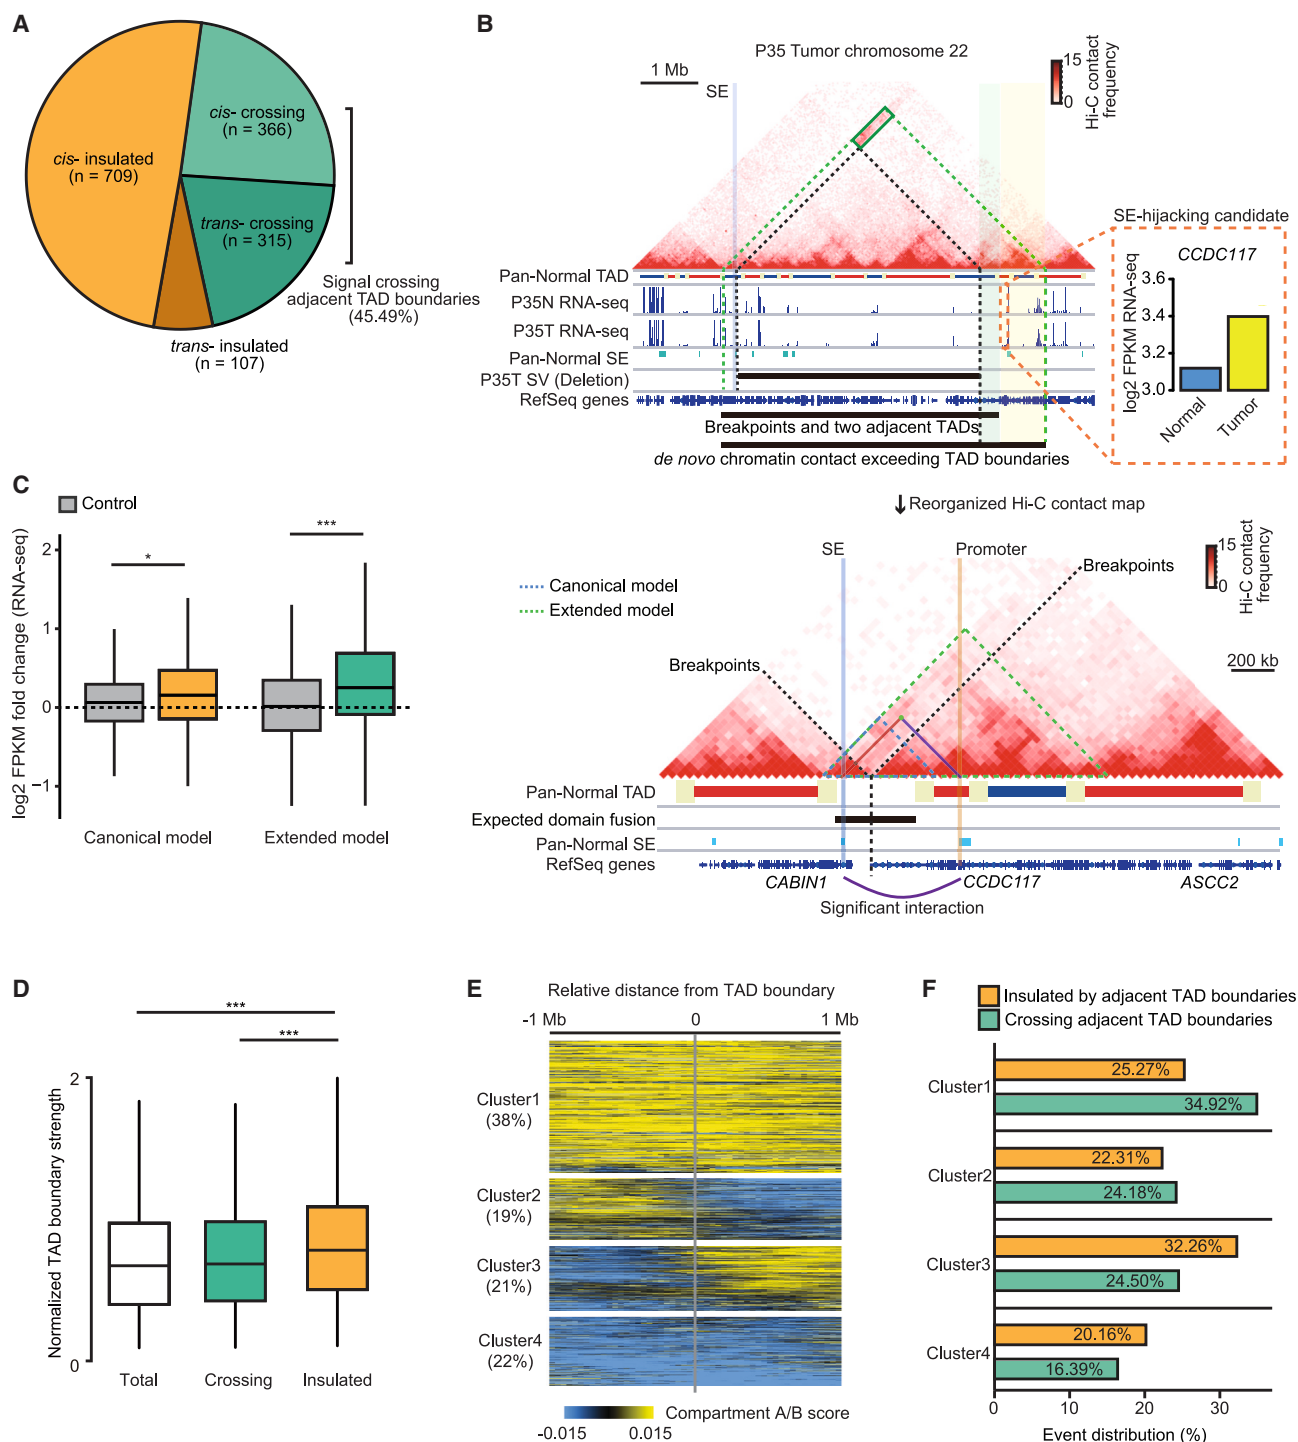 A
cis- insulated
(n = 709)
cis- crossing
(n = 366)
trans- crossing
(n = 315)
Signal crossing
adjacent TAD boundaries
(45.49%)
trans- insulated
(n = 107)
B
P35 Tumor chromosome 22
1 Mb
SE
15
0
Hi-C contact
frequency
Pan-Normal TAD
P35N RNA-seq
P35T RNA-seq
Pan-Normal SE
P35T SV (Deletion)
RefSeq genes
Breakpoints and two adjacent TADs
de novo chromatin contact exceeding TAD boundaries
SE-hijacking candidate
CCDC117
log2 FPKM RNA-seq
3.6
3.4
3.2
3.0
Normal
Tumor
Reorganized Hi-C contact map
SE
Promoter
Breakpoints
15
0
Hi-C contact
frequency
Canonical model
Extended model
Breakpoints
200 kb
Pan-Normal TAD
Expected domain fusion
Pan-Normal SE
RefSeq genes
CABIN1
CCDC117
ASCC2
Significant interaction
C
Control
log2 FPKM fold change (RNA-seq)
2
1
0
−1
*
***
Canonical model
Extended model
D
***
***
Normalized TAD boundary strength
2
0
Total
Crossing
Insulated
E
Relative distance from TAD boundary
-1 Mb
0
1 Mb
Cluster1
(38%)
Cluster2
(19%)
Cluster3
(21%)
Cluster4
(22%)
Compartment A/B score
-0.015
0.015
F
Insulated by adjacent TAD boundaries
Crossing adjacent TAD boundaries
Cluster1
25.27%
34.92%
Cluster2
22.31%
24.18%
Cluster3
32.26%
24.50%
Cluster4
20.16%
16.39%
0
10
20
30
Event distribution (%)